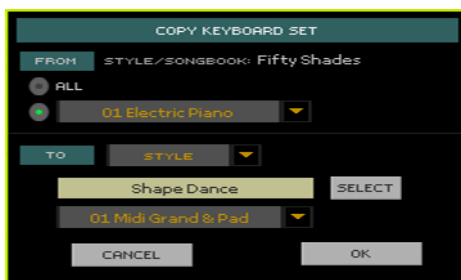 COPY KEYBOARD SET
FROM STYLE/SONGBOOK: Fifty Shades
ALL
01 Electric Piano
TO STYLE
Shape Dance SELECT
01 Midi Grand & Pad
CANCEL OK